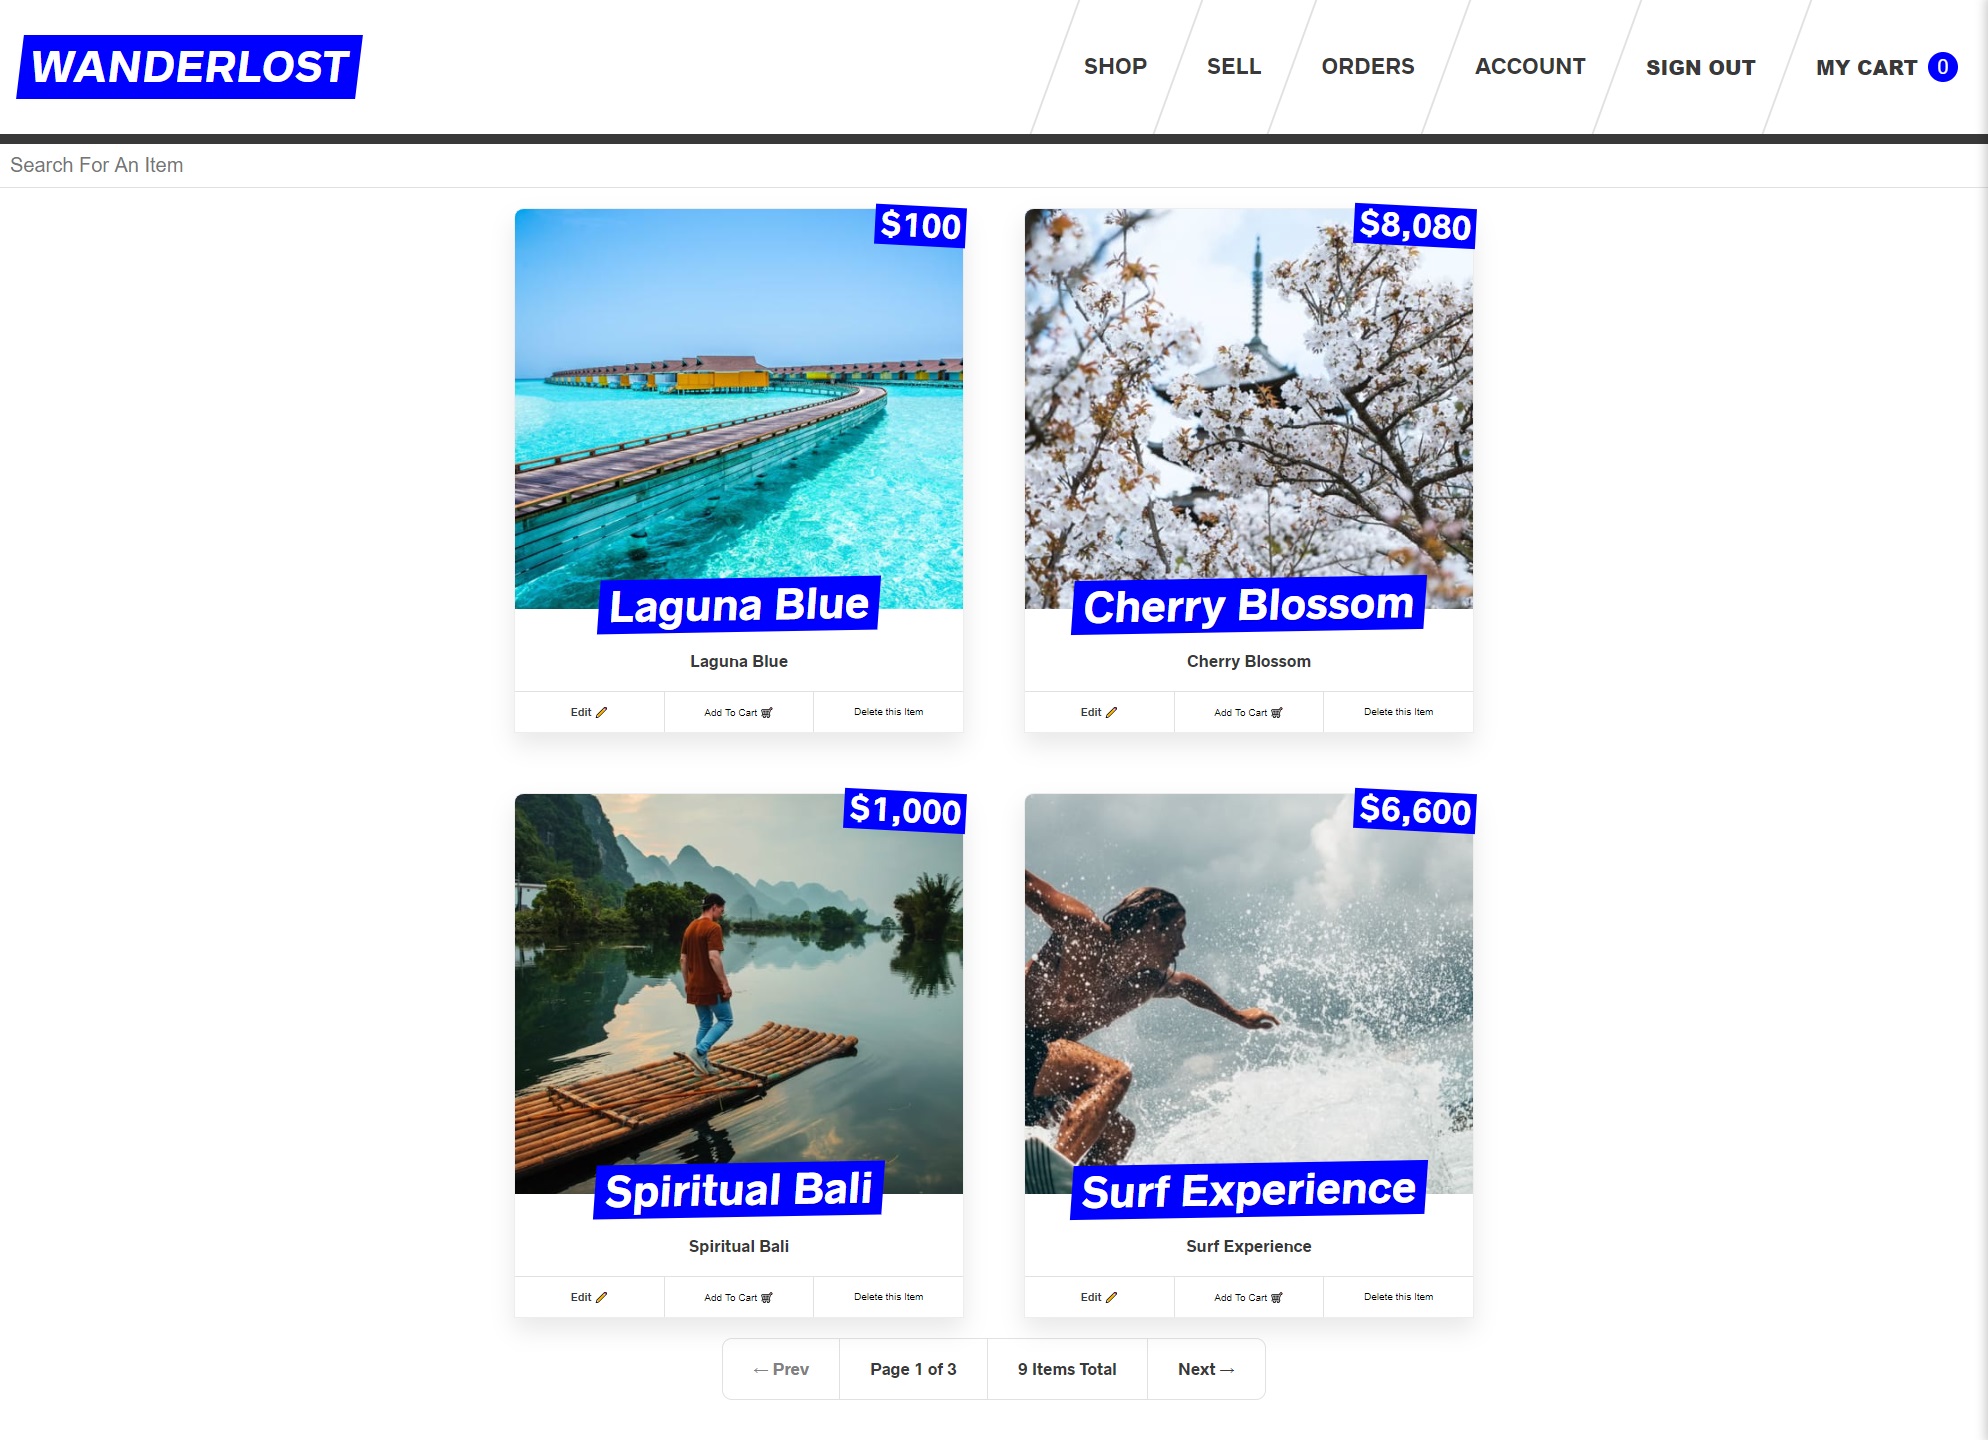 WANDERLOST
SHOP
SELL
ORDERS
ACCOUNT
SIGN OUT
MY CART 0
Search For An Item
$100
Laguna Blue
Laguna Blue
Edit
Add To Cart
Delete this Item
$8,080
Cherry Blossom
Cherry Blossom
Edit
Add To Cart
Delete this Item
$1,000
Spiritual Bali
Spiritual Bali
Edit
Add To Cart
Delete this Item
$6,600
Surf Experience
Surf Experience
Edit
Add To Cart
Delete this Item
← Prev
Page 1 of 3
9 Items Total
Next →